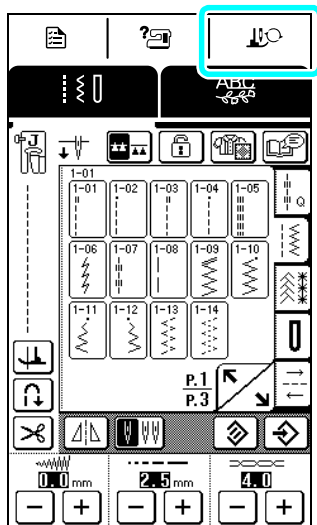 ?
ABC
J
1-01
1-01 1-02 1-03 1-04 1-05
Q
1-06 1-07 1-08 1-09 1-10
1-11 1-12 1-13 1-14
P.1
P.3
0.0 mm 2.5 mm 4.0
− + − + − +